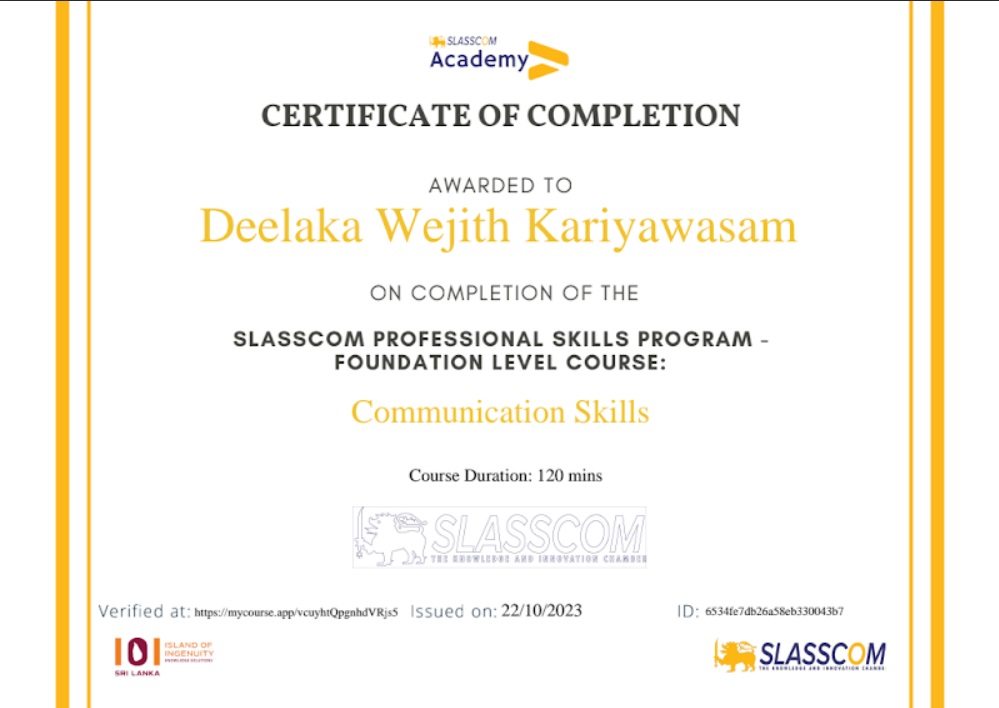 SLASSCOM
Academy
CERTIFICATE OF COMPLETION
AWARDED TO
Deelaka Wejith Kariyawasam
ON COMPLETION OF THE
SLASSCOM PROFESSIONAL SKILLS PROGRAM -
FOUNDATION LEVEL COURSE:
Communication Skills
Course Duration: 120 mins
SLASSCOM
THE KNOWLEDGE AND INNOVATION CHAMBER
Verified at: https://mycourse.app/vcuyhtQpgnhdVRjs5 Issued on: 22/10/2023 ID: 6534fe7db26a58eb330043b7
IOI ISLAND OF
INGENUITY
KNOWLEDGE SOLUTIONS
SRI LANKA
SLASSCOM
THE KNOWLEDGE AND INNOVATION CHAMBE